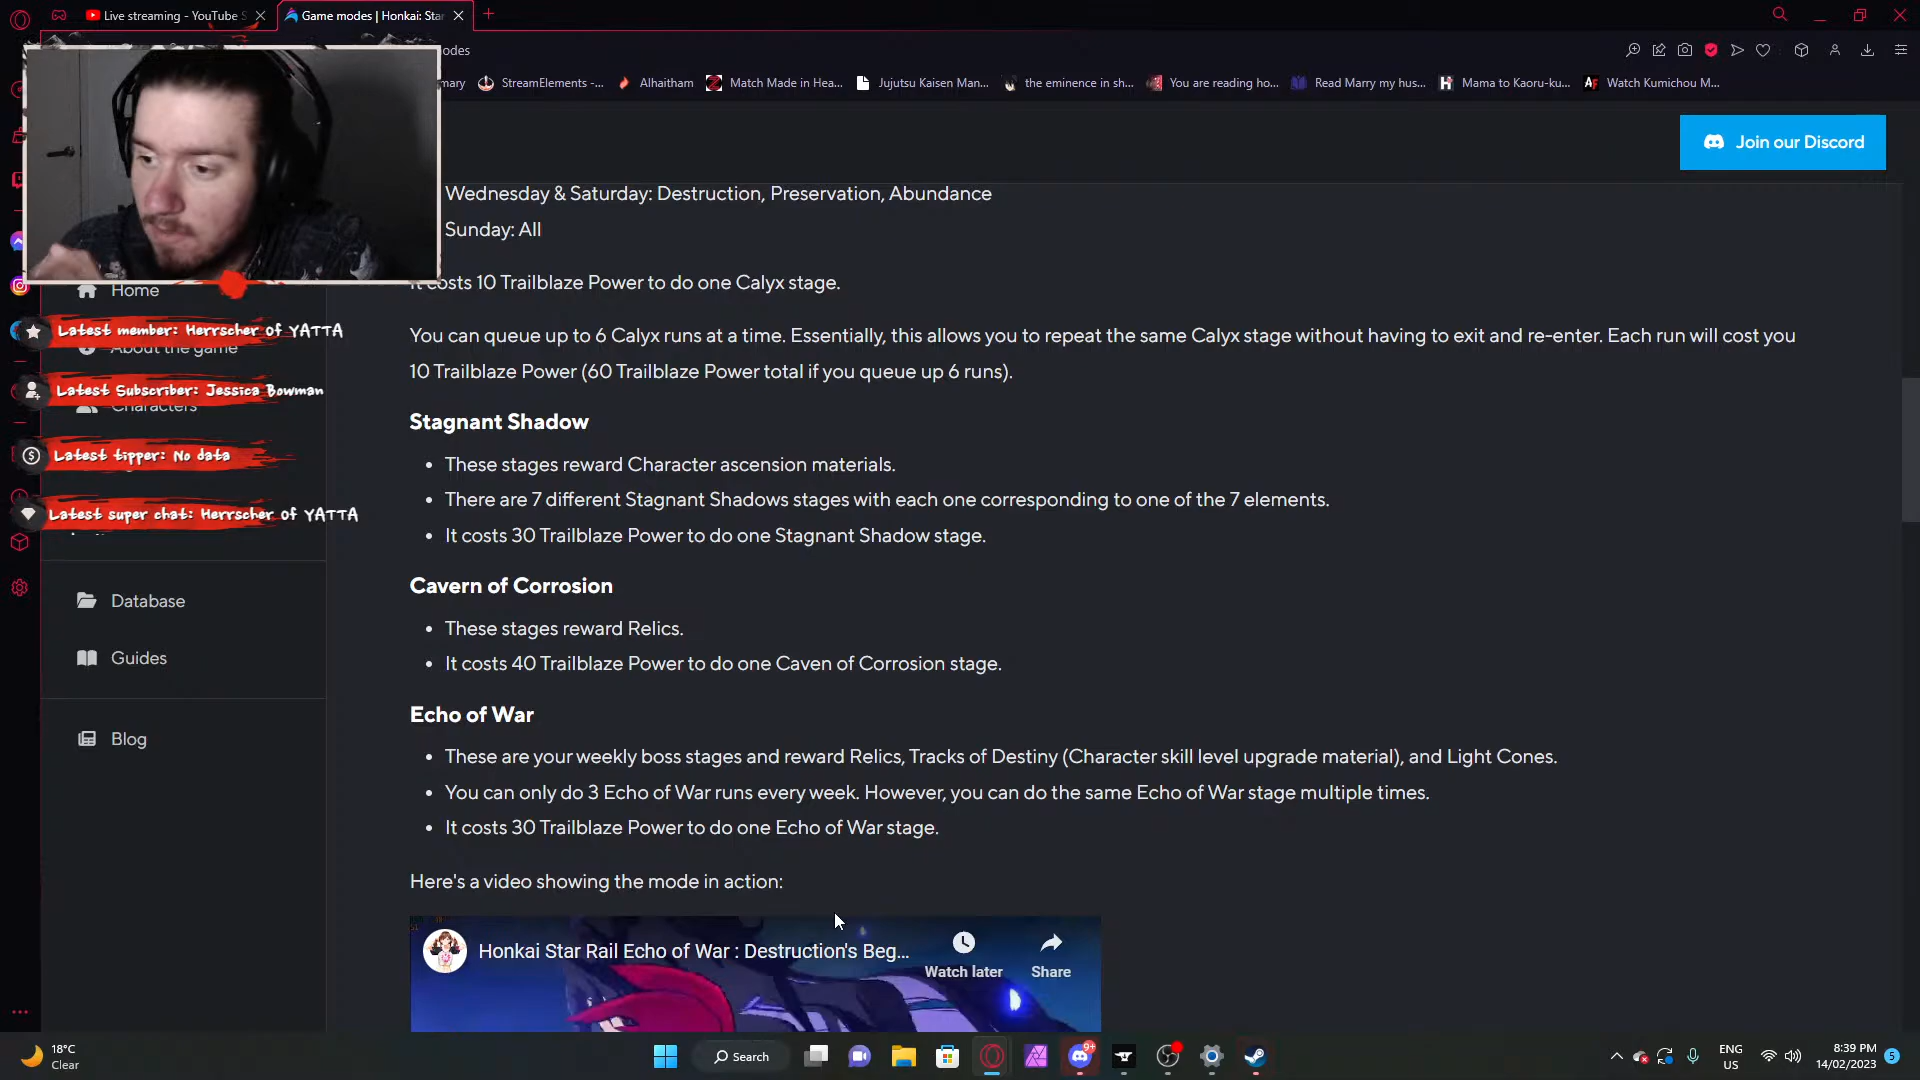 Live streaming - YouTube S
Game modes | Honkai: Star
odes
mary
StreamElements -...
Alhaitham
Match Made in Hea...
Jujutsu Kaisen Man...
the eminence in sh...
You are reading ho...
Read Marry my hus...
Mama to Kaoru-ku...
Watch Kumichou M...
Join our Discord
Wednesday & Saturday: Destruction, Preservation, Abundance
Sunday: All
It costs 10 Trailblaze Power to do one Calyx stage.
You can queue up to 6 Calyx runs at a time. Essentially, this allows you to repeat the same Calyx stage without having to exit and re-enter. Each run will cost you
10 Trailblaze Power (60 Trailblaze Power total if you queue up 6 runs).
Stagnant Shadow
• These stages reward Character ascension materials.
• There are 7 different Stagnant Shadows stages with each one corresponding to one of the 7 elements.
• It costs 30 Trailblaze Power to do one Stagnant Shadow stage.
Cavern of Corrosion
• These stages reward Relics.
• It costs 40 Trailblaze Power to do one Caven of Corrosion stage.
Echo of War
• These are your weekly boss stages and reward Relics, Tracks of Destiny (Character skill level upgrade material), and Light Cones.
• You can only do 3 Echo of War runs every week. However, you can do the same Echo of War stage multiple times.
• It costs 30 Trailblaze Power to do one Echo of War stage.
Here's a video showing the mode in action:
Honkai Star Rail Echo of War : Destruction's Beg...
Watch later
Share
Home
Latest member: Herrscher of YATTA
About the game
Latest Subscriber: Jessica Bowman
Characters
Latest tipper: No data
Latest super chat: Herrscher of YATTA
Database
Guides
Blog
18°C
Clear
Search
9+
ENG
US
8:39 PM
14/02/2023
5